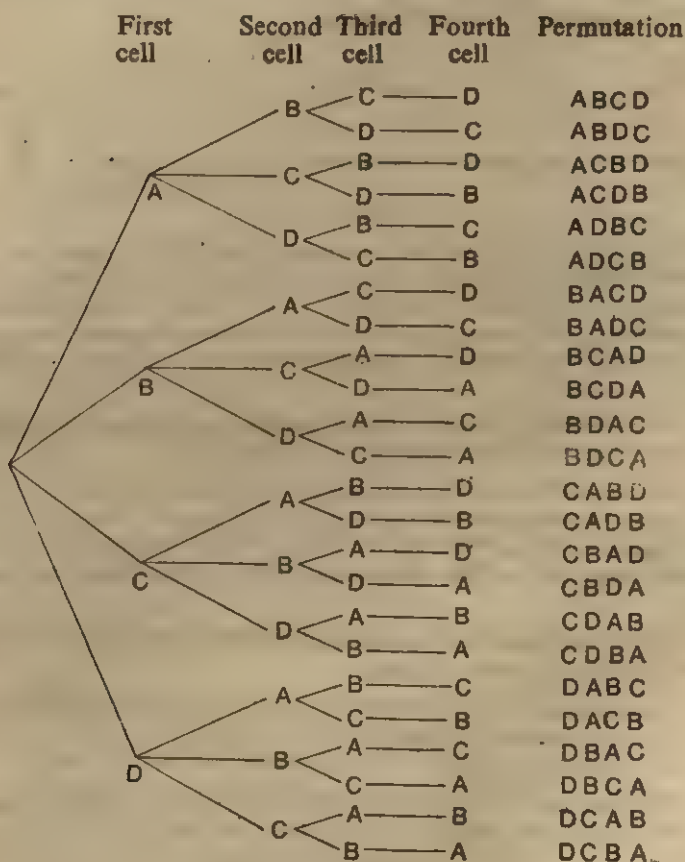 First cell Second cell Third cell Fourth cell Permutation
B C D ABCD
D C ABDC
A C B D ACBD
D B ACDB
D B C ADBC
C B ADCB
A C D BACD
D C BADC
B C A D BCAD
D A BCDA
D A C BDAC
C A BDCA
A B D CABD
D B CADB
C B A D CBAD
D A CBDA
D A B CDAB
B A CDBA
A B C DABC
C B DACB
D B A C DBAC
C A DBCA
C A B DCAB
B A DCBA